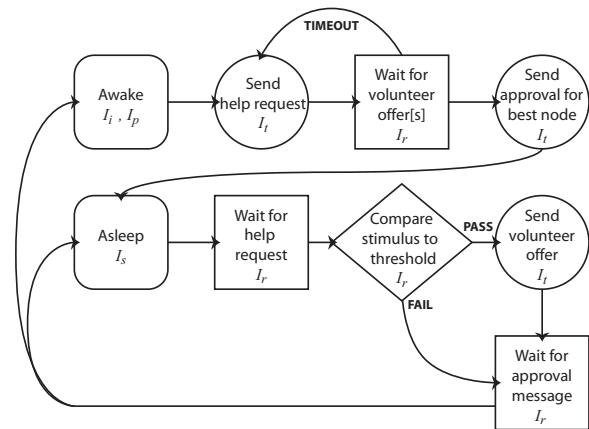 TIMEOUT
Awake
I_i , I_p
Send
help request
I_t
Wait for
volunteer
offer[s]
I_r
Send
approval for
best node
I_t
Asleep
I_s
Wait for
help
request
I_r
Compare
stimulus to
threshold
I_r
PASS
FAIL
Send
volunteer
offer
I_t
Wait for
approval
message
I_r